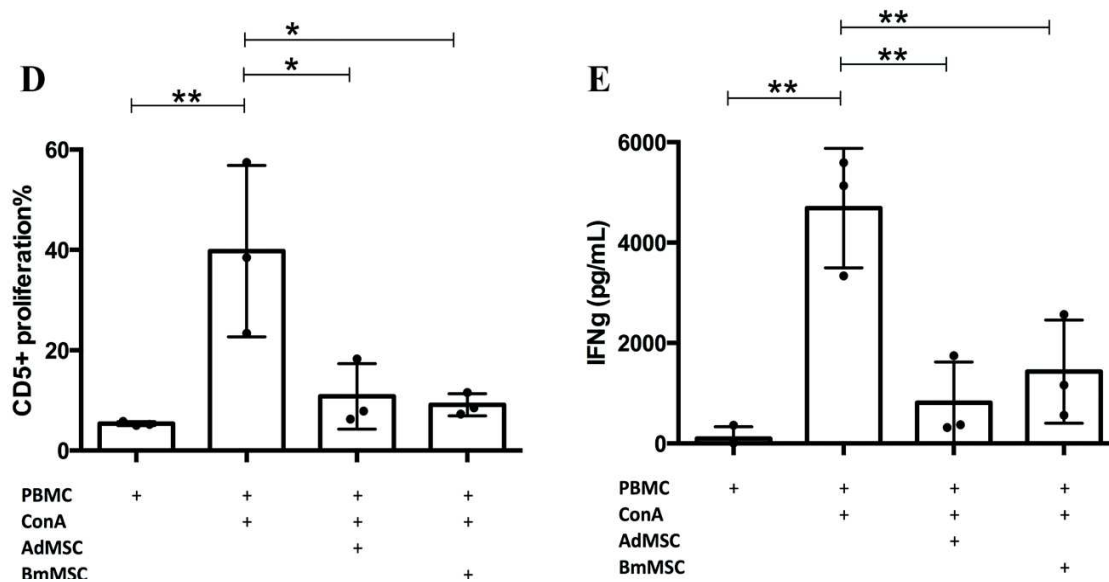 D
*
*
**
60
40
20
0
CD5+ proliferation%
PBMC + + + +
ConA + + +
AdMSC +
BmMSC +
E
**
**
**
6000
4000
2000
0
IFNg (pg/mL)
PBMC + + + +
ConA + + +
AdMSC +
BmMSC +